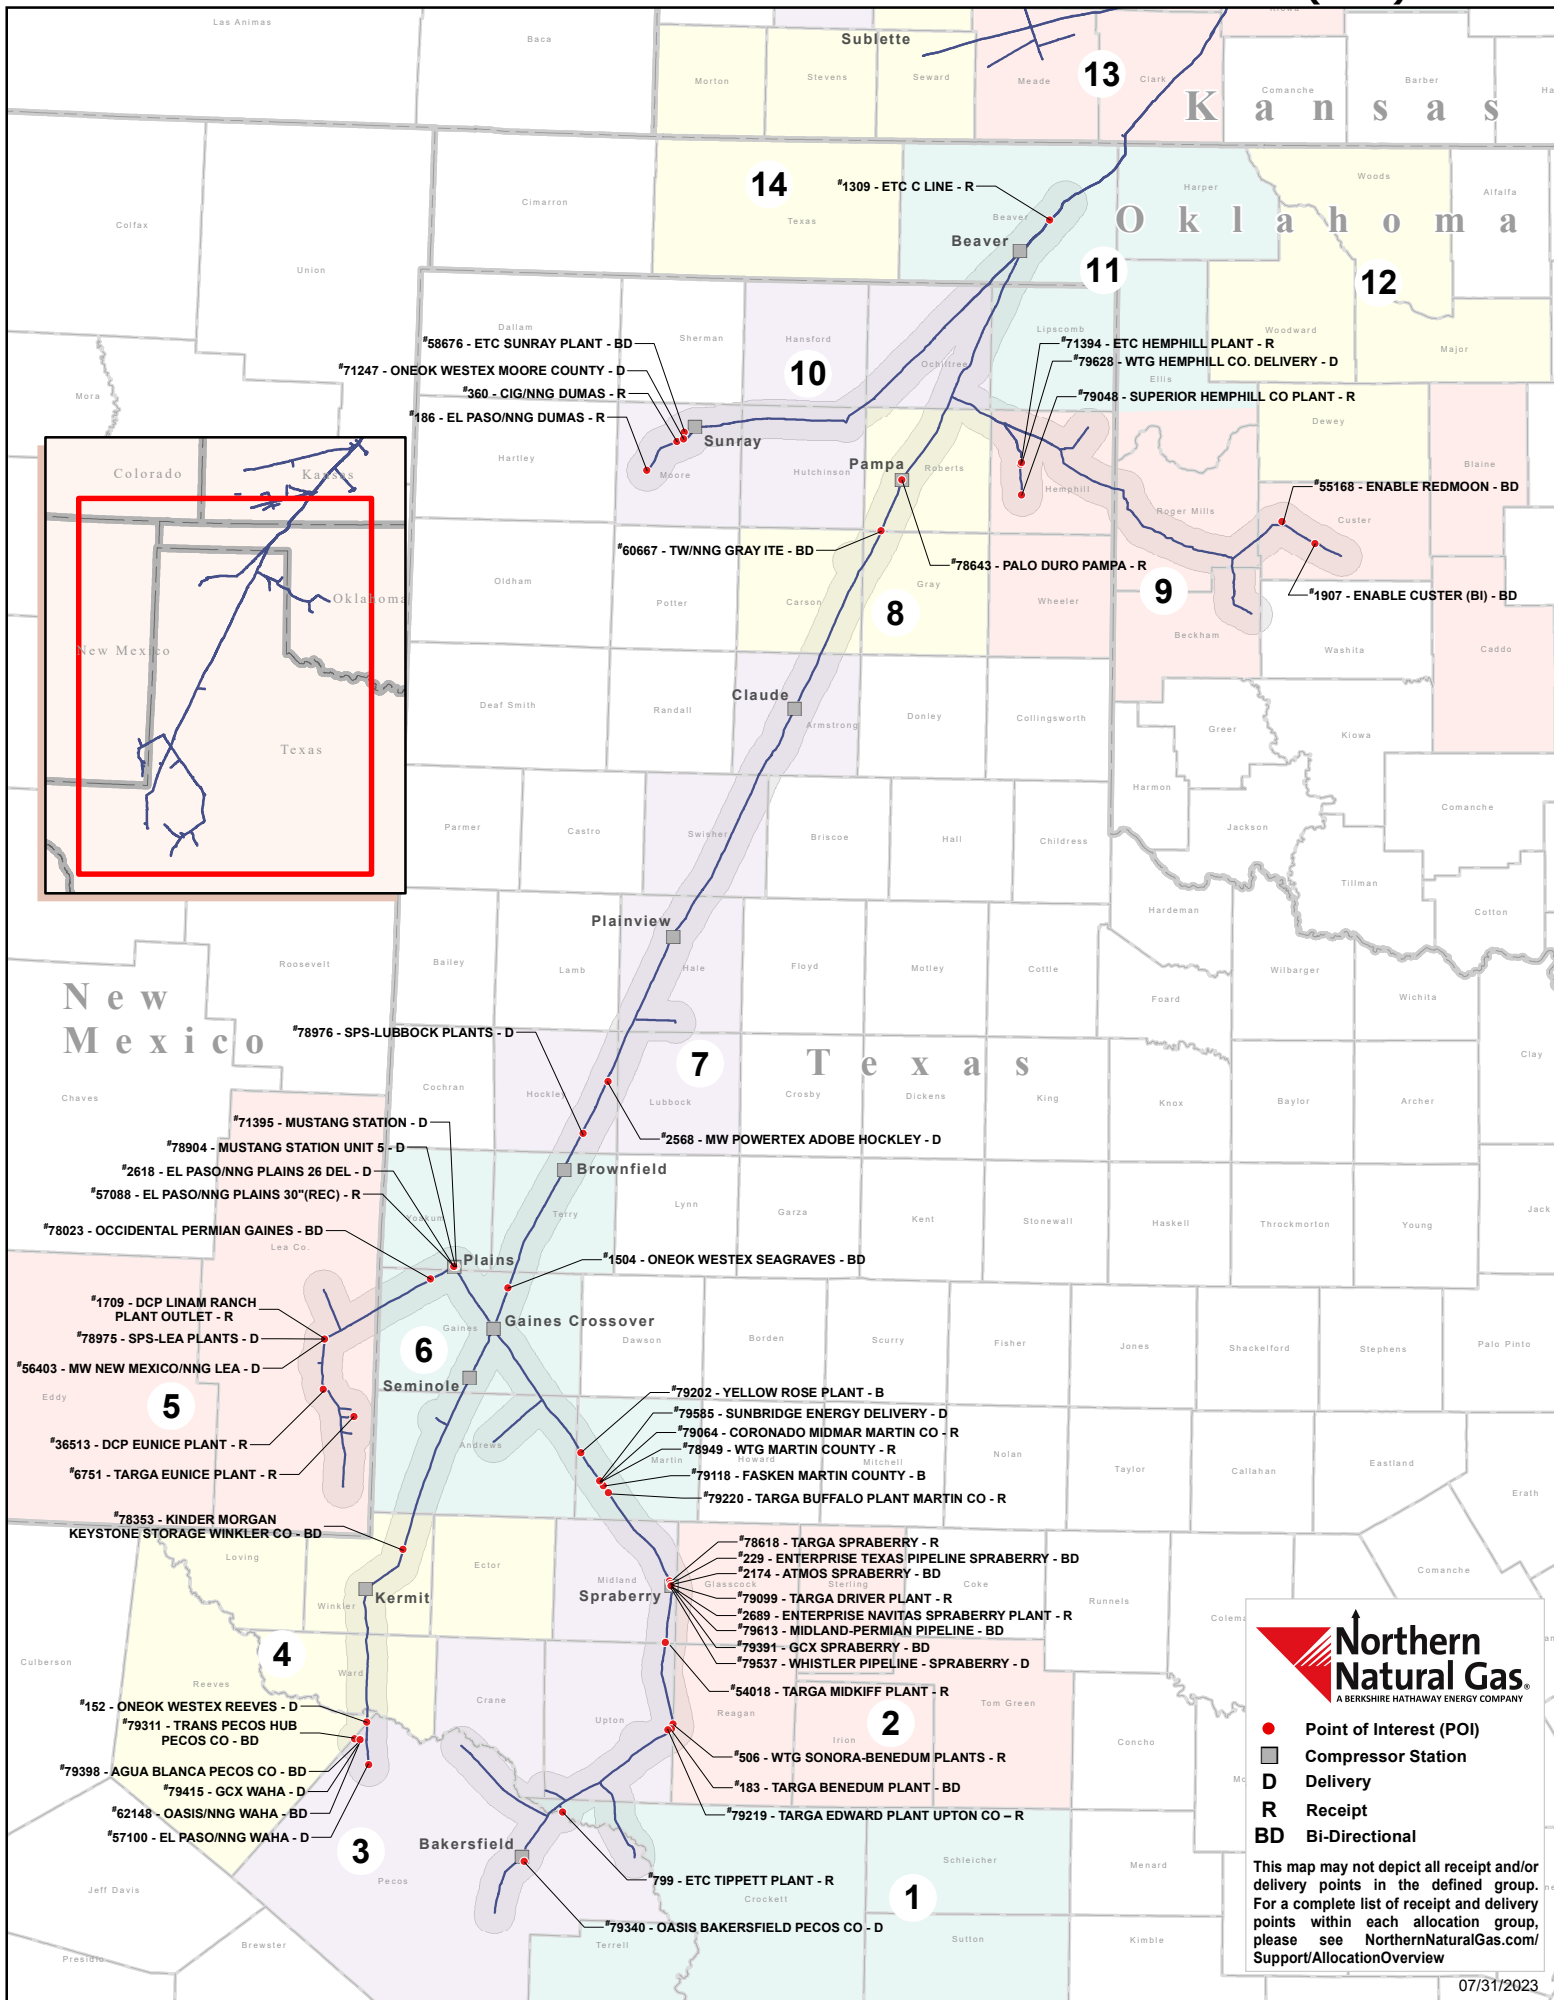 Las Animas
Baca
Sublette
Morton
Stevens
Seward
Meade
Clark
13
Comanche
Barber
Kansas
14
#1309 - ETC C LINE - R
Cimarron
Texas
Beaver
Harper
Woods
Alfalfa
Oklahoma
Colfax
Union
Beaver
11
12
Dallam
Sherman
Hansford
Ochiltree
Lipscomb
Woodward
Major
#58676 - ETC SUNRAY PLANT - BD
#71394 - ETC HEMPHILL PLANT - R
#71247 - ONEOK WESTEX MOORE COUNTY - D
10
#79628 - WTG HEMPHILL CO. DELIVERY - D
Ellis
#360 - CIG/NNG DUMAS - R
#79048 - SUPERIOR HEMPHILL CO PLANT - R
Mora
#186 - EL PASO/NNG DUMAS - R
Dewey
Sunray
Hartley
Moore
Hutchinson
Pampa
Roberts
Hemphill
Blaine
#55168 - ENABLE REDMOON - BD
Roger Mills
Custer
Colorado
Kansas
Oklahoma
New Mexico
Texas
#60667 - TW/NNG GRAY ITE - BD
#78643 - PALO DURO PAMPA - R
Oldham
Potter
Carson
Gray
Wheeler
8
9
#1907 - ENABLE CUSTER (BI) - BD
Beckham
Washita
Caddo
Claude
Deaf Smith
Randall
Armstrong
Donley
Collingsworth
Greer
Kiowa
Harmon
Jackson
Comanche
Parmer
Castro
Swisher
Briscoe
Hall
Childress
Tillman
Cotton
Plainview
Hardeman
Roosevelt
Bailey
Lamb
Hale
Floyd
Motley
Cottle
Wilbarger
Foard
Wichita
New
Mexico
#78976 - SPS-LUBBOCK PLANTS - D
7
Texas
Clay
Chaves
Cochran
Hockley
Lubbock
Crosby
Dickens
King
Knox
Baylor
Archer
#71395 - MUSTANG STATION - D
#2568 - MW POWERTEX ADOBE HOCKLEY - D
#78904 - MUSTANG STATION UNIT 5 - D
#2618 - EL PASO/NNG PLAINS 26 DEL - D
Brownfield
#57088 - EL PASO/NNG PLAINS 30"(REC) - R
Yoakum
Terry
Lynn
Garza
Kent
Stonewall
Haskell
Throckmorton
Young
Jack
#78023 - OCCIDENTAL PERMIAN GAINES - BD
Lea Co.
Plains
#1504 - ONEOK WESTEX SEAGRAVES - BD
#1709 - DCP LINAM RANCH
PLANT OUTLET - R
Gaines
Gaines Crossover
#78975 - SPS-LEA PLANTS - D
Dawson
Borden
Scurry
Fisher
Jones
Shackelford
Stephens
Palo Pinto
#56403 - MW NEW MEXICO/NNG LEA - D
6
Seminole
Eddy
5
#79202 - YELLOW ROSE PLANT - B
#79585 - SUNBRIDGE ENERGY DELIVERY - D
#79064 - CORONADO MIDMAR MARTIN CO - R
#36513 - DCP EUNICE PLANT - R
Andrews
#78949 - WTG MARTIN COUNTY - R
Martin
Howard
Mitchell
Nolan
Taylor
Callahan
Eastland
Erath
#6751 - TARGA EUNICE PLANT - R
#79118 - FASKEN MARTIN COUNTY - B
#79220 - TARGA BUFFALO PLANT MARTIN CO - R
#78353 - KINDER MORGAN
KEYSTONE STORAGE WINKLER CO - BD
#78618 - TARGA SPRABERRY - R
Loving
Ector
#229 - ENTERPRISE TEXAS PIPELINE SPRABERRY - BD
#2174 - ATMOS SPRABERRY - BD
Midland
Glasscock
Sterling
Coke
Comanche
Kermit
Spraberry
#79099 - TARGA DRIVER PLANT - R
Runnels
Winkler
#2689 - ENTERPRISE NAVITAS SPRABERRY PLANT - R
#79613 - MIDLAND-PERMIAN PIPELINE - BD
#79391 - GCX SPRABERRY - BD
4
#79537 - WHISTLER PIPELINE - SPRABERRY - D
Culberson
Reeves
Ward
#54018 - TARGA MIDKIFF PLANT - R
Crane
Upton
Reagan
Tom Green
#152 - ONEOK WESTEX REEVES - D
#79311 - TRANS PECOS HUB
PECOS CO - BD
2
Irion
Concho
#506 - WTG SONORA-BENEDUM PLANTS - R
#79398 - AGUA BLANCA PECOS CO - BD
#79415 - GCX WAHA - D
#183 - TARGA BENEDUM PLANT - BD
#62148 - OASIS/NNG WAHA - BD
#79219 - TARGA EDWARD PLANT UPTON CO – R
#57100 - EL PASO/NNG WAHA - D
3
Bakersfield
Schleicher
Menard
Jeff Davis
Pecos
#799 - ETC TIPPETT PLANT - R
1
Crockett
#79340 - OASIS BAKERSFIELD PECOS CO - D
Brewster
Terrell
Sutton
Kimble
Presidio
Northern
Natural Gas®
A BERKSHIRE HATHAWAY ENERGY COMPANY
Point of Interest (POI)
Compressor Station
D Delivery
R Receipt
BD Bi-Directional
This map may not depict all receipt and/or
delivery points in the defined group.
For a complete list of receipt and delivery
points within each allocation group,
please see NorthernNaturalGas.com/
Support/AllocationOverview
07/31/2023